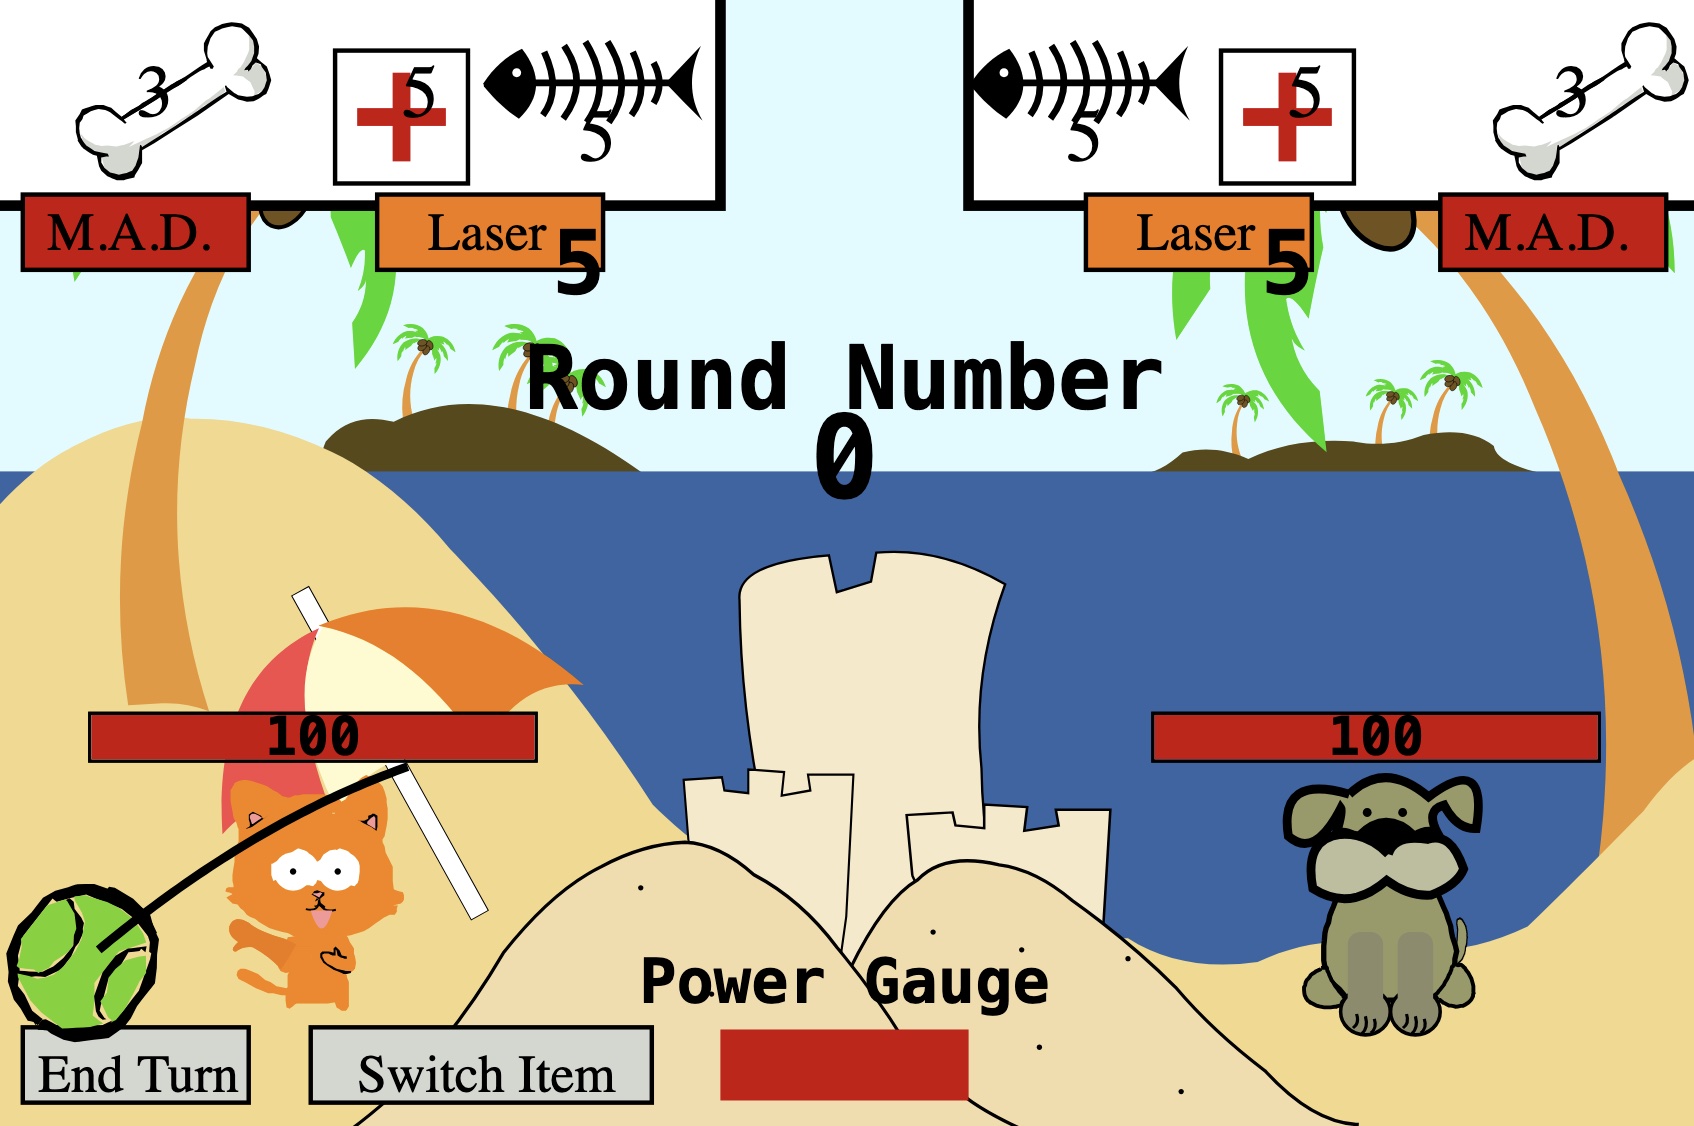 3 5 5
5 5 3
M.A.D. Laser 5
Laser 5 M.A.D.
Round Number
0
100
100
Power Gauge
End Turn Switch Item